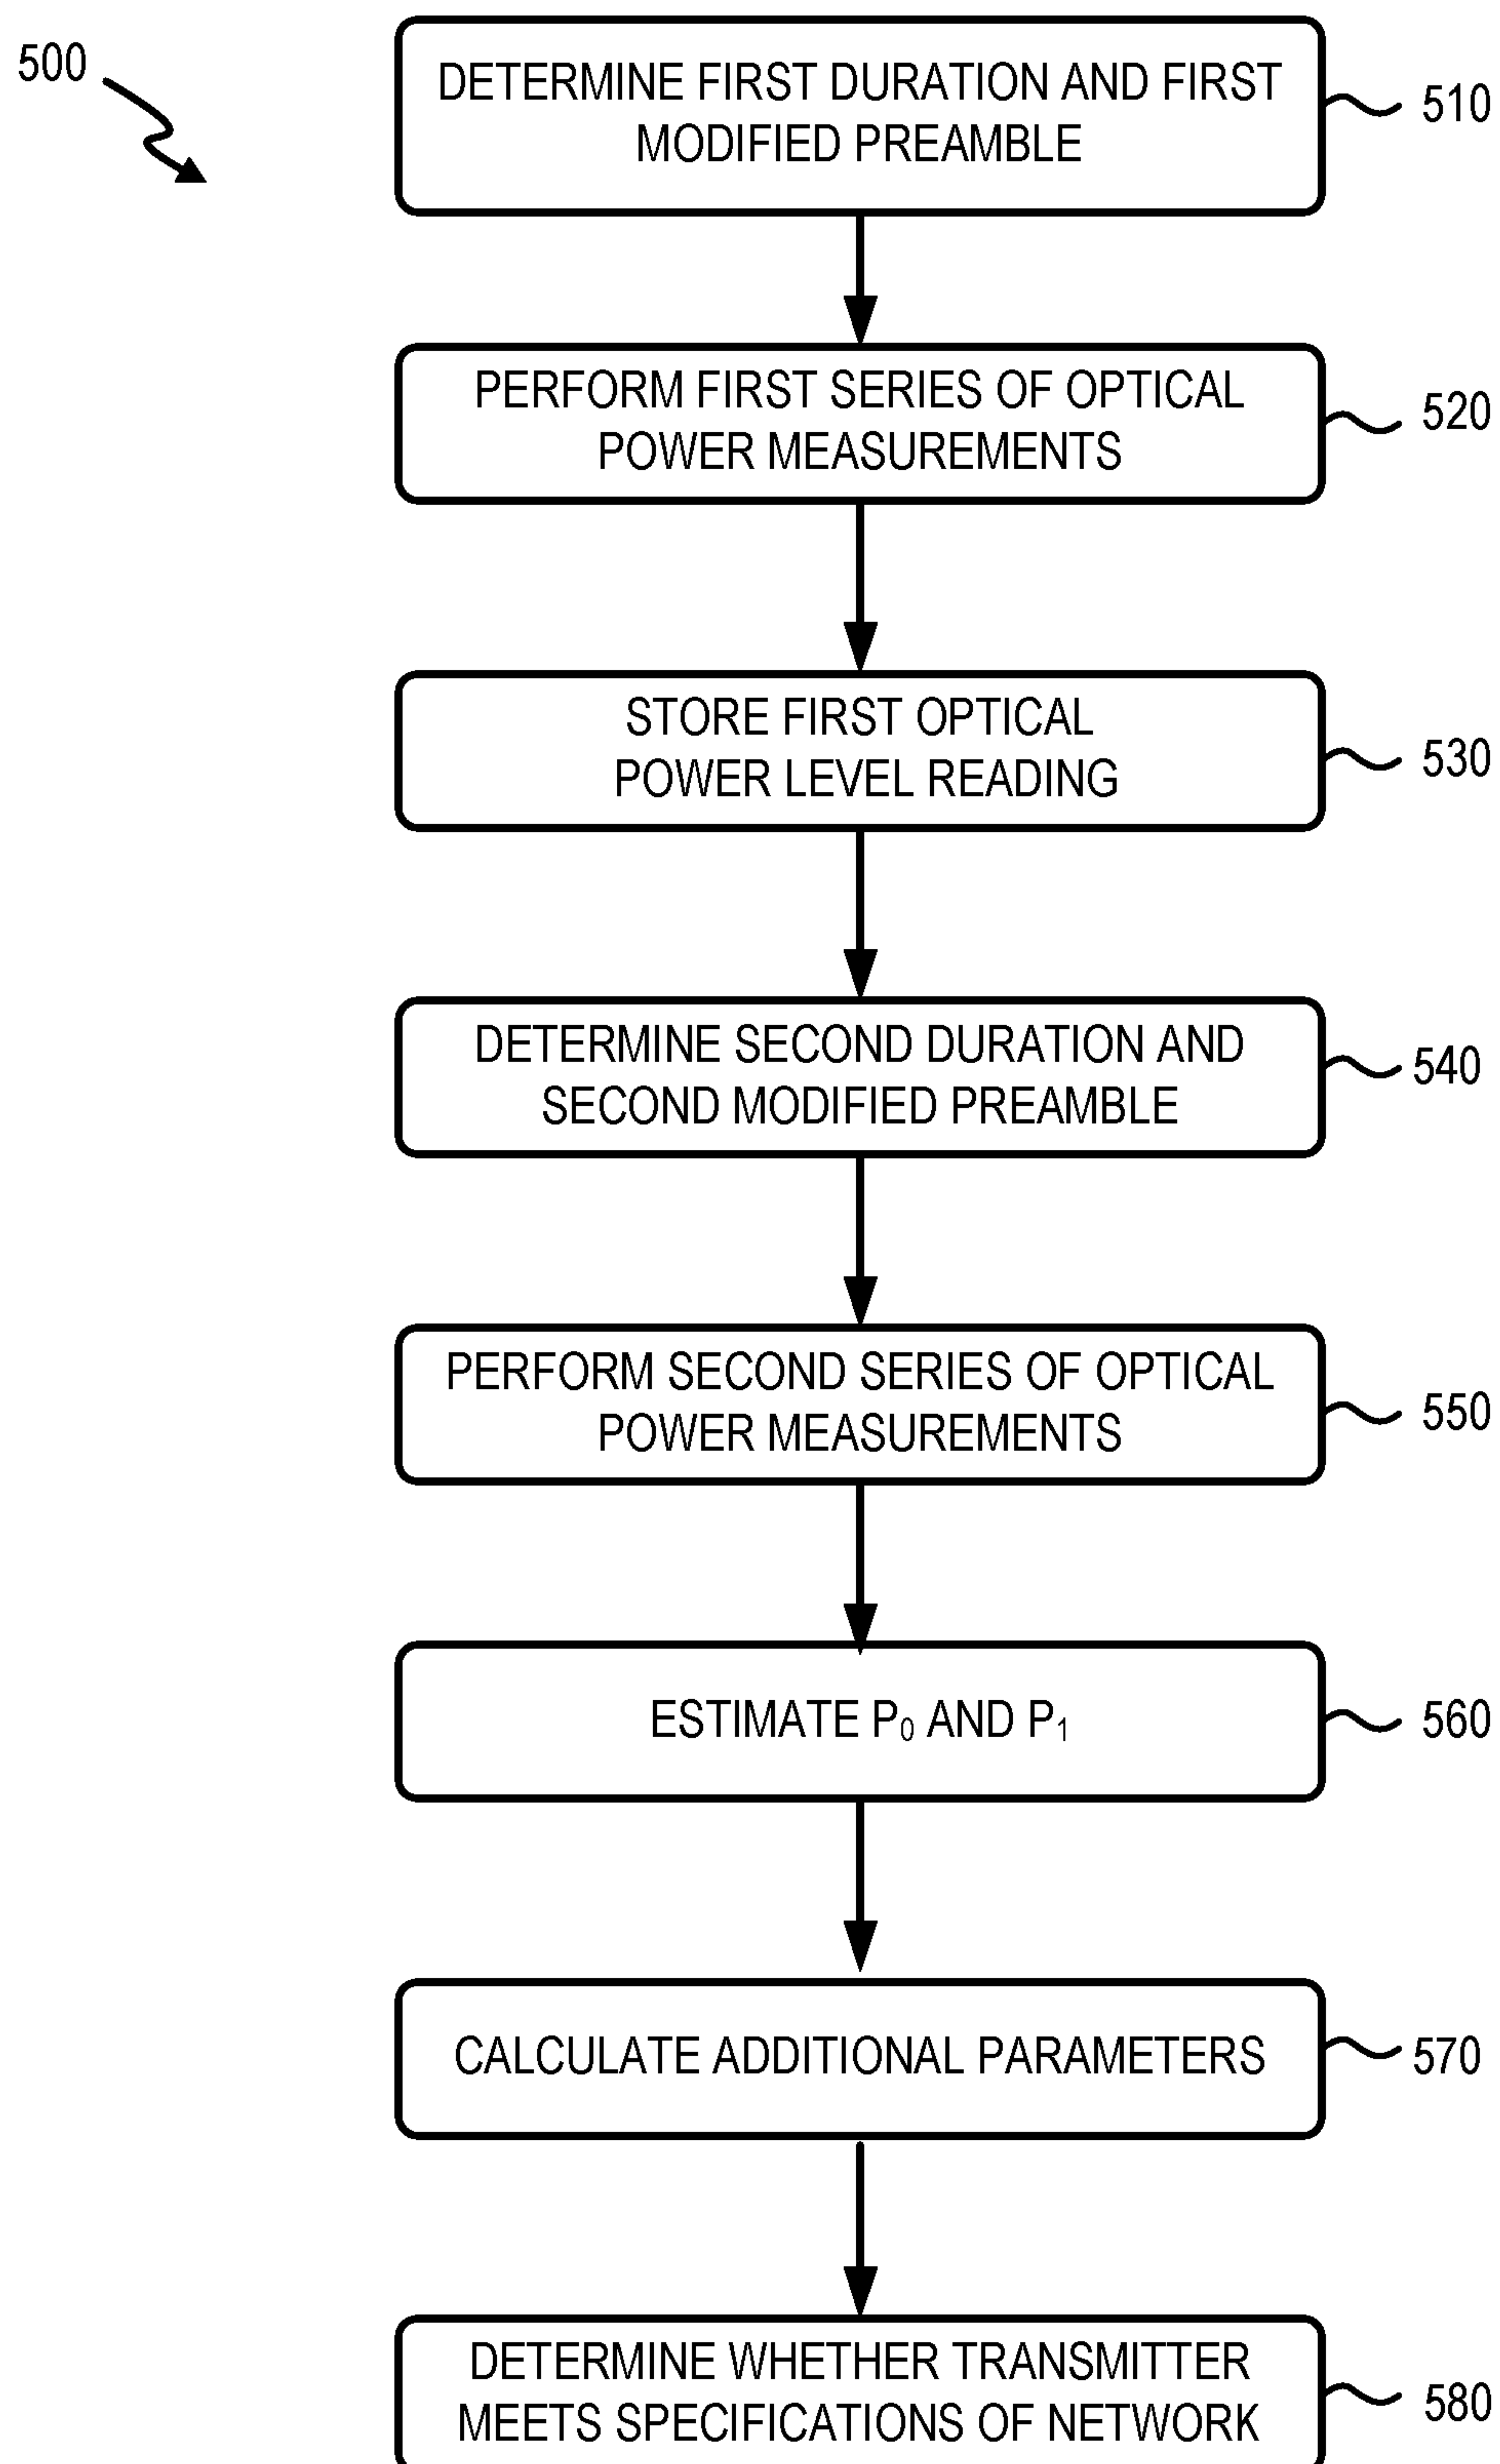 500
DETERMINE FIRST DURATION AND FIRST
MODIFIED PREAMBLE
510
PERFORM FIRST SERIES OF OPTICAL
POWER MEASUREMENTS
520
STORE FIRST OPTICAL
POWER LEVEL READING
530
DETERMINE SECOND DURATION AND
SECOND MODIFIED PREAMBLE
540
PERFORM SECOND SERIES OF OPTICAL
POWER MEASUREMENTS
550
ESTIMATE P₀ AND P₁
560
CALCULATE ADDITIONAL PARAMETERS
570
DETERMINE WHETHER TRANSMITTER
MEETS SPECIFICATIONS OF NETWORK
580